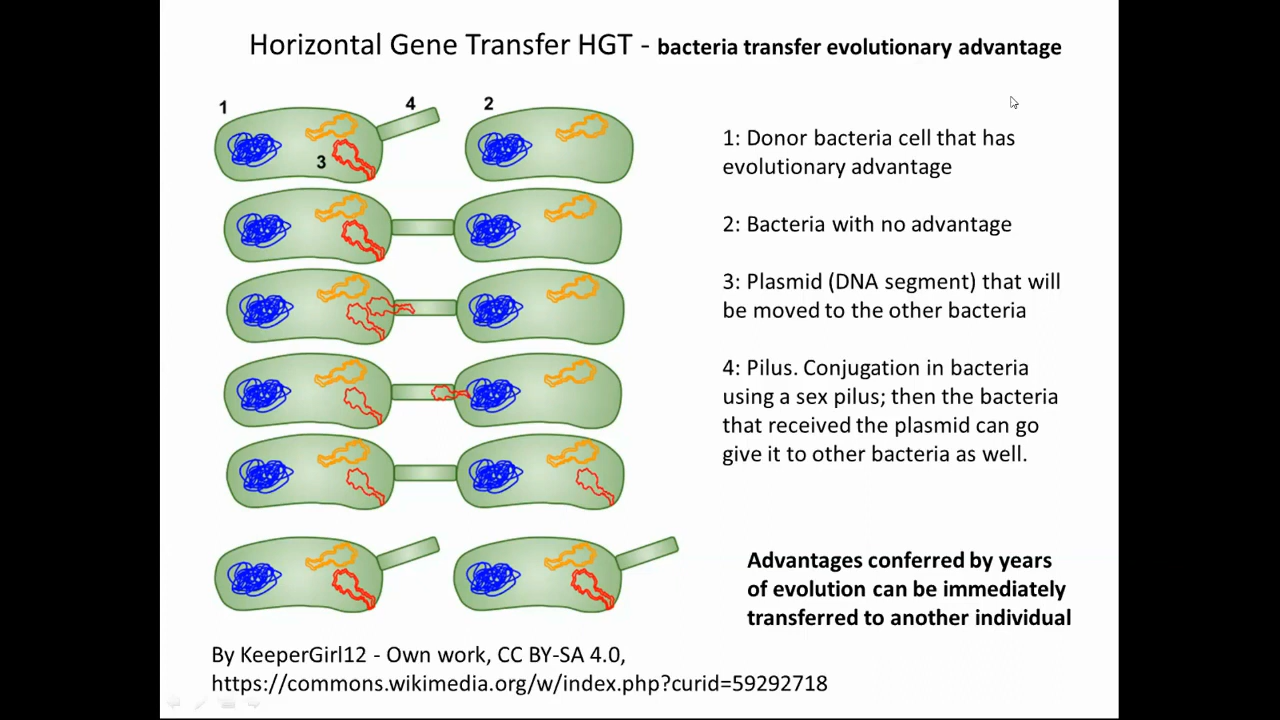 Horizontal Gene Transfer HGT - bacteria transfer evolutionary advantage
1
4
2
3
1: Donor bacteria cell that has
evolutionary advantage
2: Bacteria with no advantage
3: Plasmid (DNA segment) that will
be moved to the other bacteria
4: Pilus. Conjugation in bacteria
using a sex pilus; then the bacteria
that received the plasmid can go
give it to other bacteria as well.
Advantages conferred by years
of evolution can be immediately
transferred to another individual
By KeeperGirl12 - Own work, CC BY-SA 4.0,
https://commons.wikimedia.org/w/index.php?curid=59292718